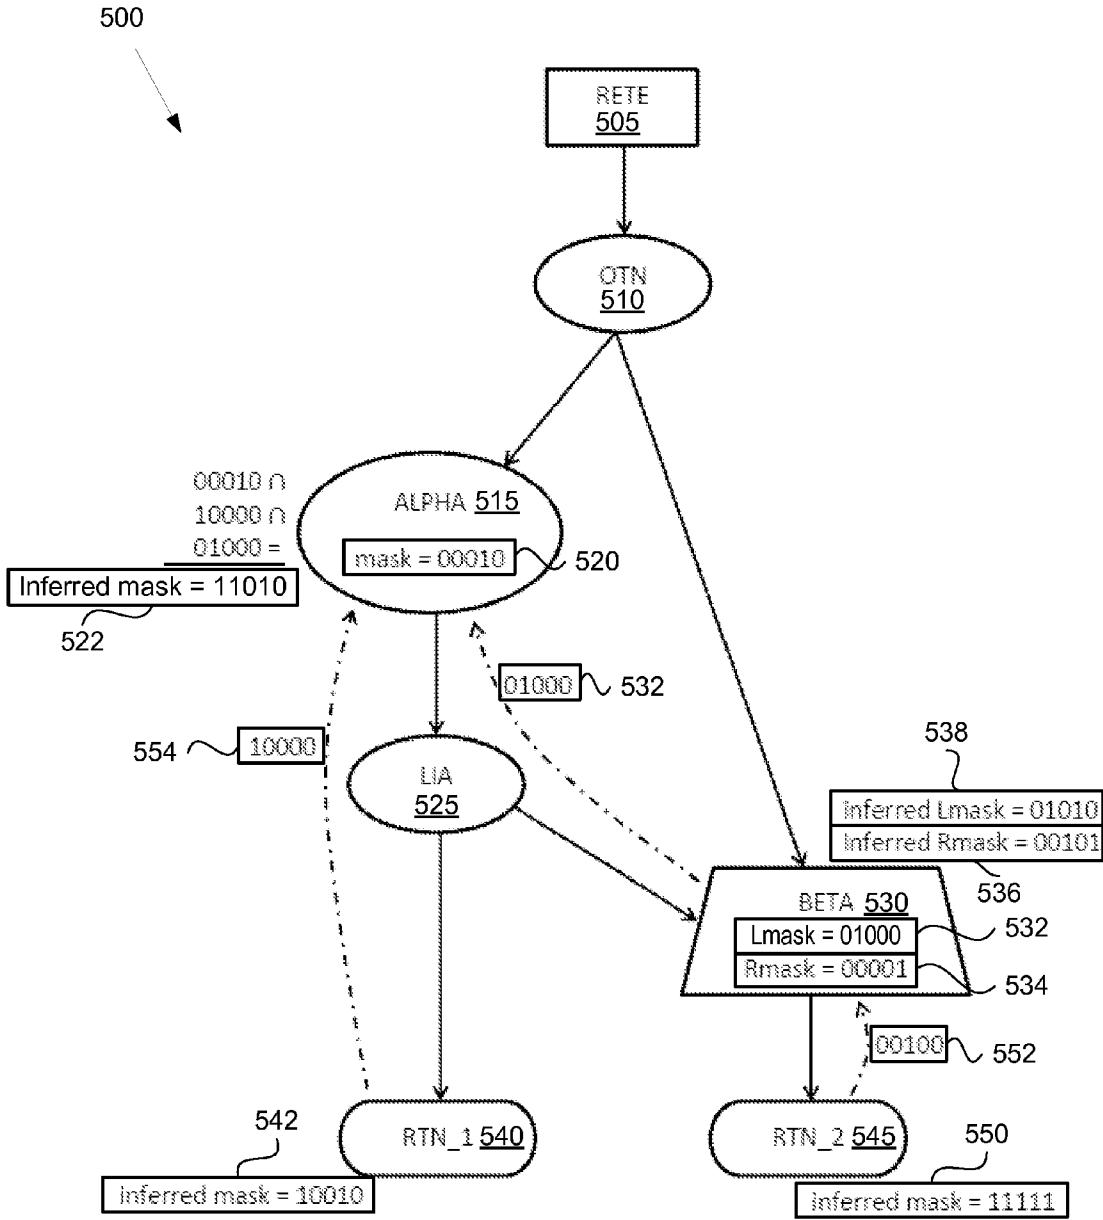 500
RETE
505
OTN
510
00010 ∩
10000 ∩
01000 =
Inferred mask = 11010
522
ALPHA 515
mask = 00010
520
01000
532
554
10000
LIA
525
538
Inferred Lmask = 01010
Inferred Rmask = 00101
536
BETA 530
Lmask = 01000
532
Rmask = 00001
534
00100
552
542
RTN_1 540
Inferred mask = 10010
RTN_2 545
550
Inferred mask = 11111